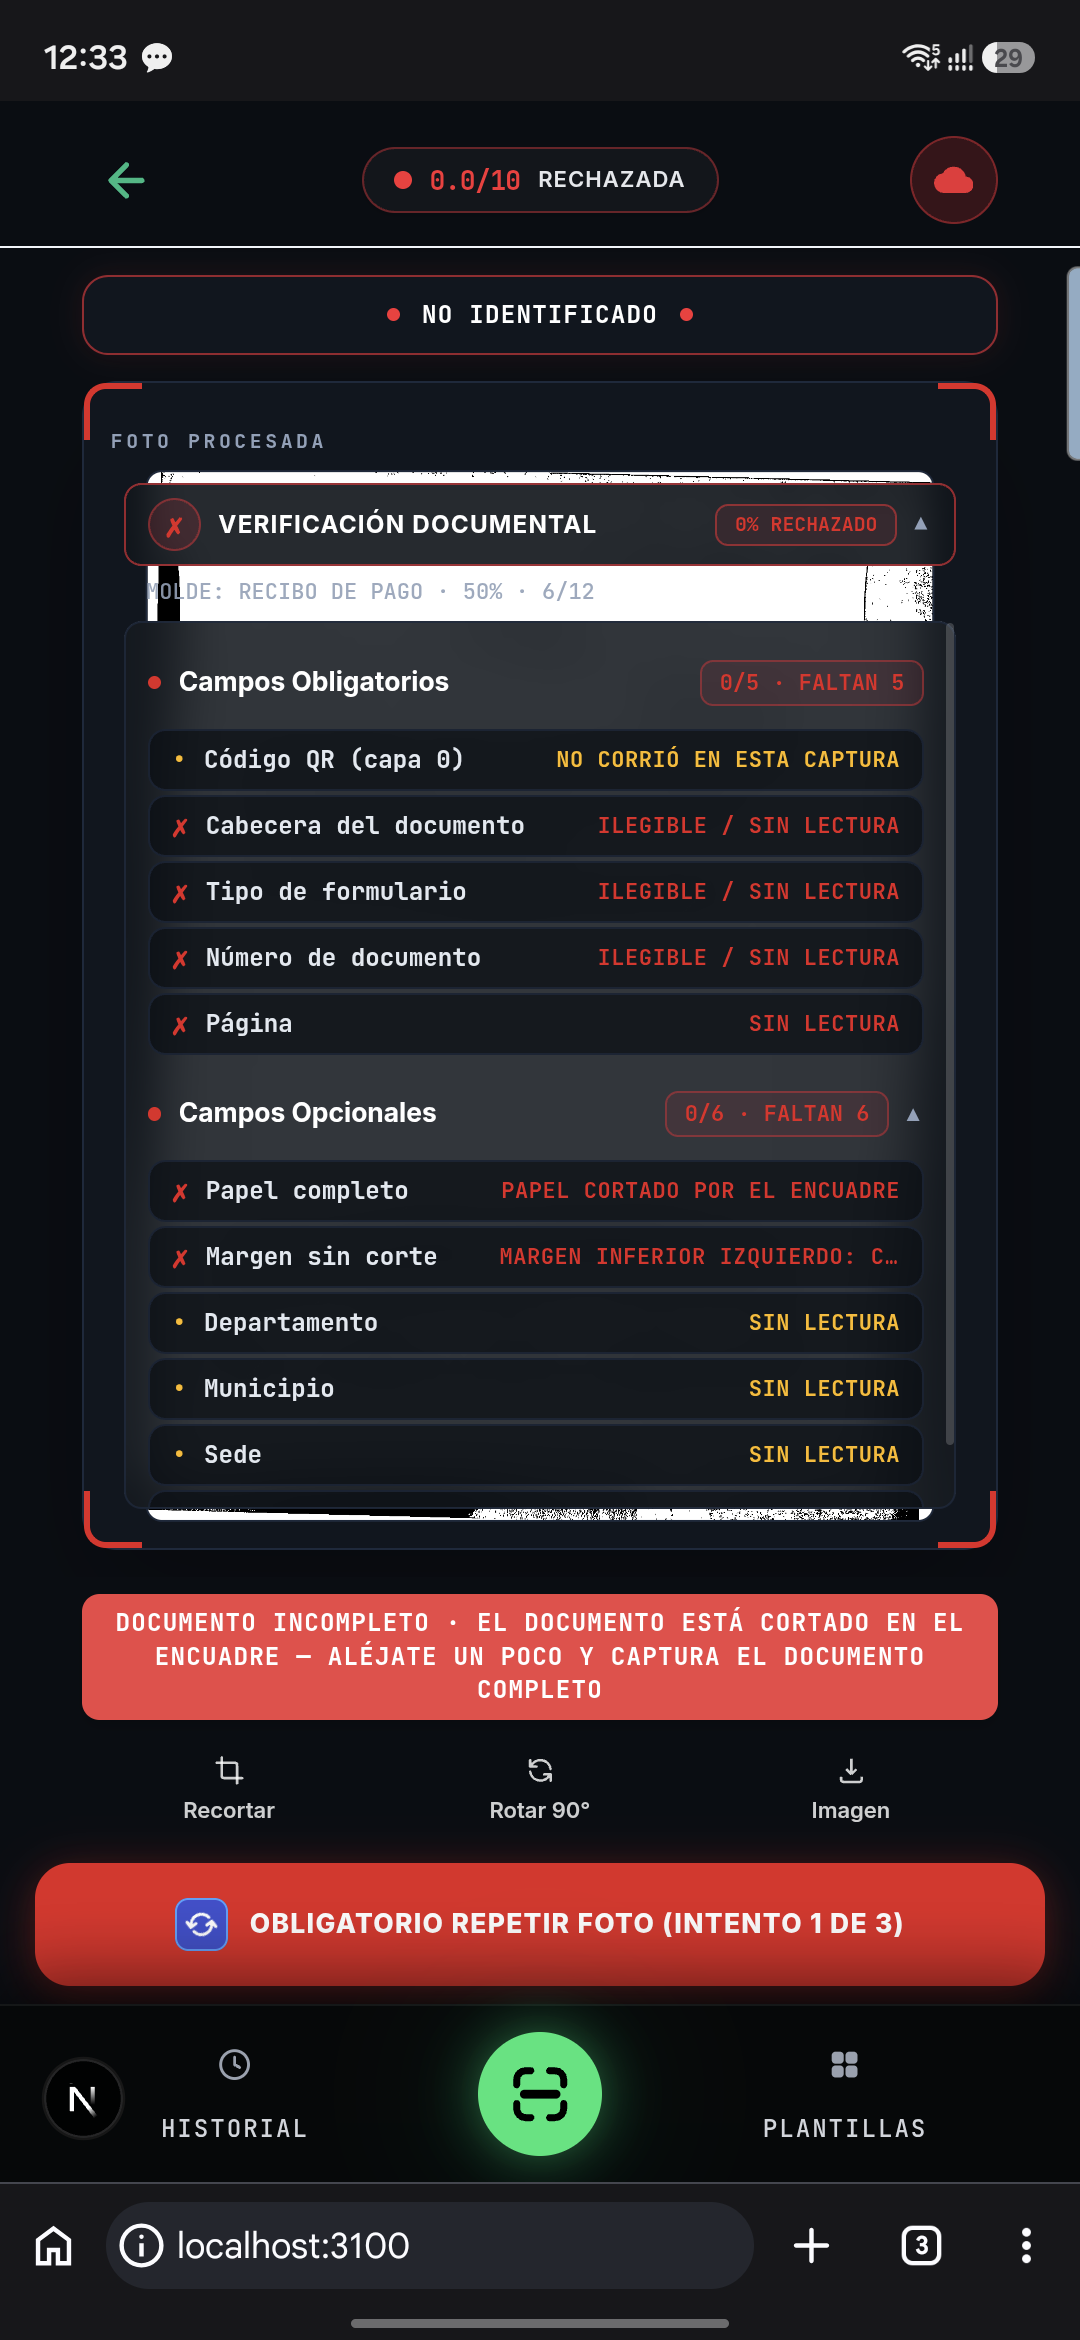 12:33
5
29
0.0/10 RECHAZADA
NO IDENTIFICADO
FOTO PROCESADA
✗ VERIFICACIÓN DOCUMENTAL 0% RECHAZADO ▲
MOLDE: RECIBO DE PAGO · 50% · 6/12
Campos Obligatorios 0/5 · FALTAN 5
• Código QR (capa 0) NO CORRIÓ EN ESTA CAPTURA
✗ Cabecera del documento ILEGIBLE / SIN LECTURA
✗ Tipo de formulario ILEGIBLE / SIN LECTURA
✗ Número de documento ILEGIBLE / SIN LECTURA
✗ Página SIN LECTURA
Campos Opcionales 0/6 · FALTAN 6 ▲
✗ Papel completo PAPEL CORTADO POR EL ENCUADRE
✗ Margen sin corte MARGEN INFERIOR IZQUIERDO: C…
• Departamento SIN LECTURA
• Municipio SIN LECTURA
• Sede SIN LECTURA
DOCUMENTO INCOMPLETO · EL DOCUMENTO ESTÁ CORTADO EN EL
ENCUADRE — ALÉJATE UN POCO Y CAPTURA EL DOCUMENTO
COMPLETO
Recortar Rotar 90° Imagen
OBLIGATORIO REPETIR FOTO (INTENTO 1 DE 3)
N HISTORIAL PLANTILLAS
localhost:3100 3